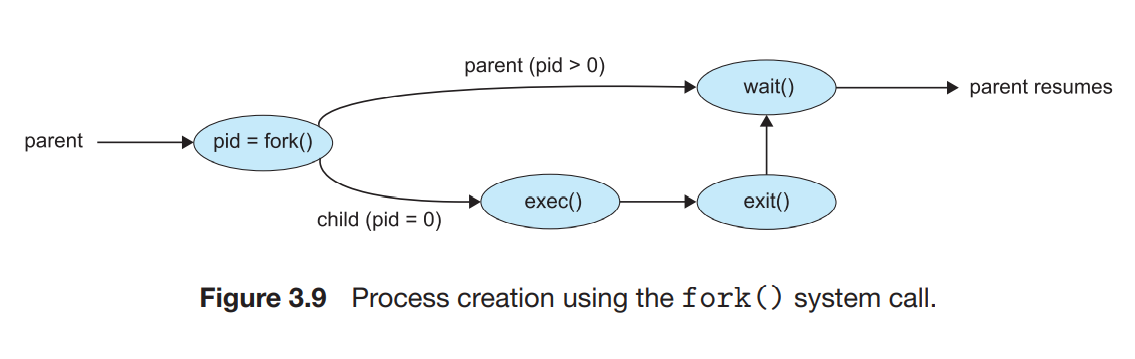 parent (pid > 0)
wait()
parent resumes
parent
pid = fork()
child (pid = 0)
exec()
exit()
Figure 3.9 Process creation using the fork() system call.